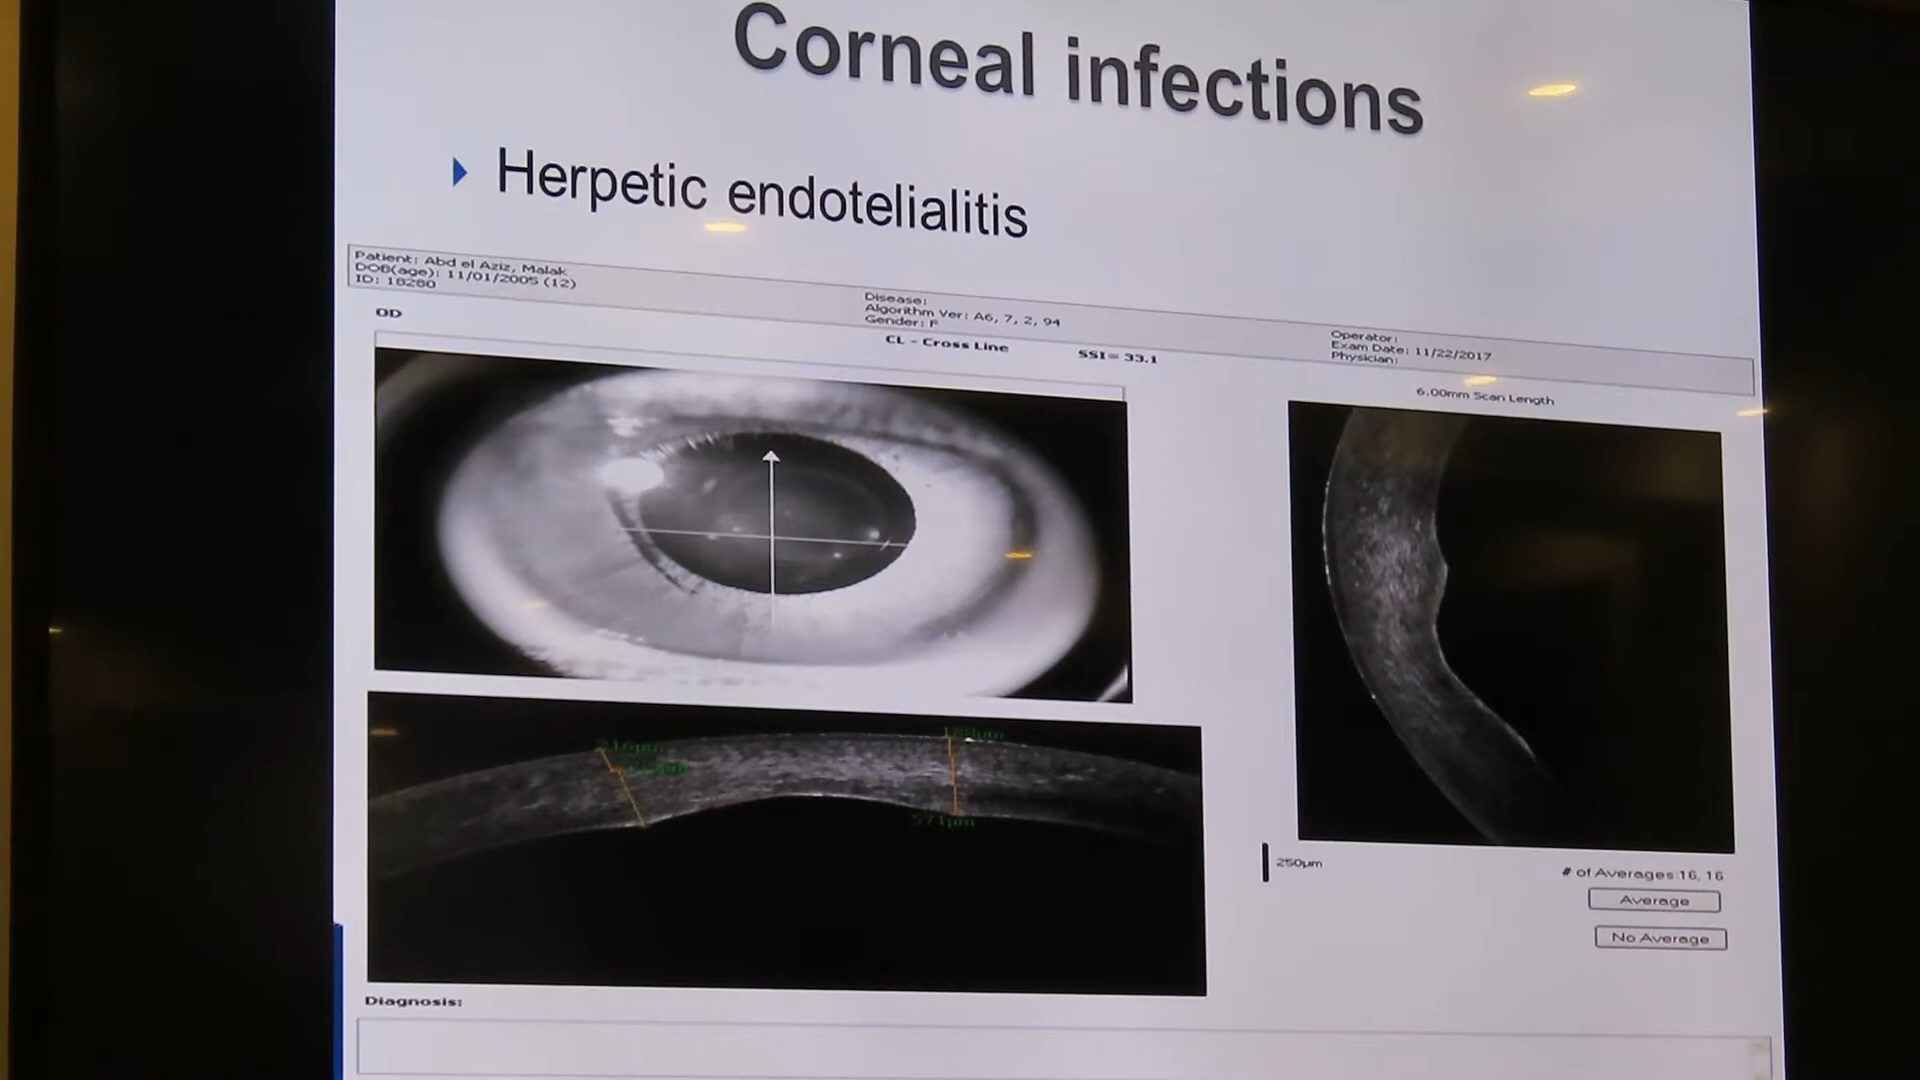 Corneal infections
Herpetic endotelialitis
Patient: Abd el Aziz, Malak
DOB(age): 11/01/2005 (12)
ID: 18280
Disease:
Algorithm Ver: A6, 7, 2, 94
Gender: F
Operator:
Exam Date: 11/22/2017
Physician:
OD
CL - Cross Line
SSI= 33.1
6.00mm Scan Length
516µm
571µm
250µm
# of Averages:16, 16
Average
No Average
Diagnosis: